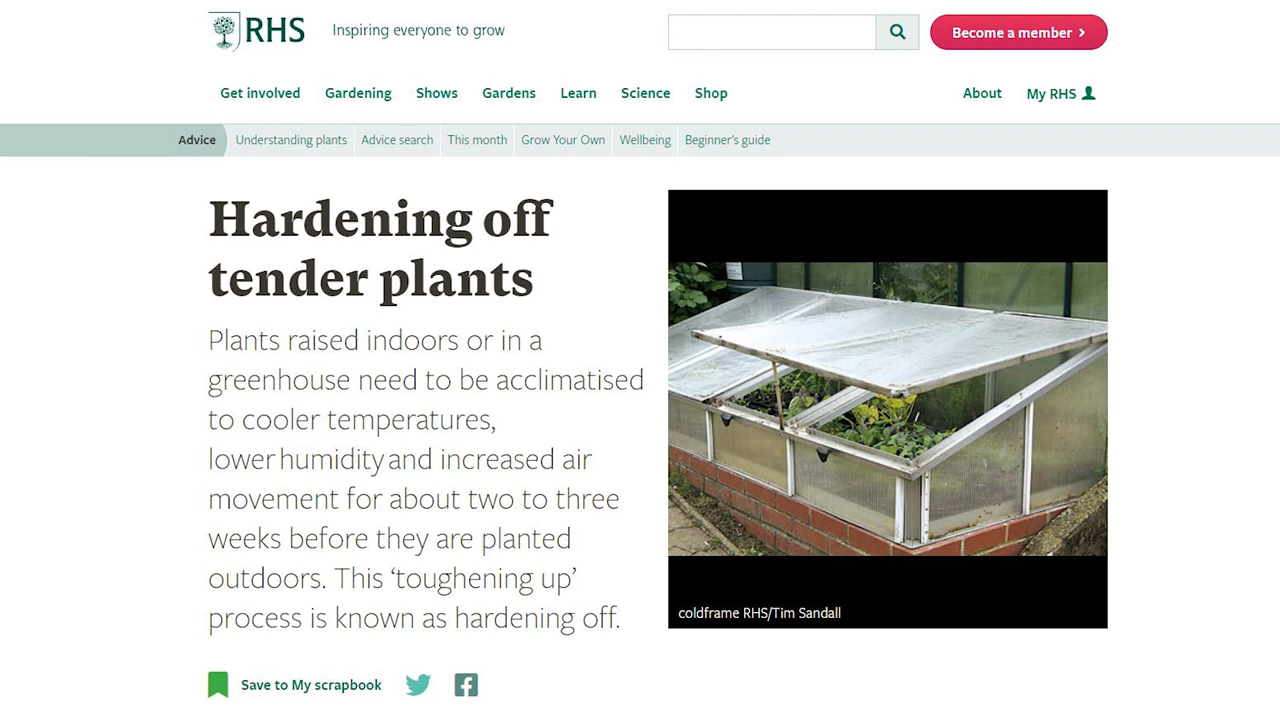 RHS
Inspiring everyone to grow
Become a member
Get involved Gardening Shows Gardens Learn Science Shop About My RHS
Advice Understanding plants Advice search This month Grow Your Own Wellbeing Beginner's guide
Hardening off
tender plants
Plants raised indoors or in a
greenhouse need to be acclimatised
to cooler temperatures,
lower humidity and increased air
movement for about two to three
weeks before they are planted
outdoors. This ‘toughening up’
process is known as hardening off.
coldframe RHS/Tim Sandall
Save to My scrapbook